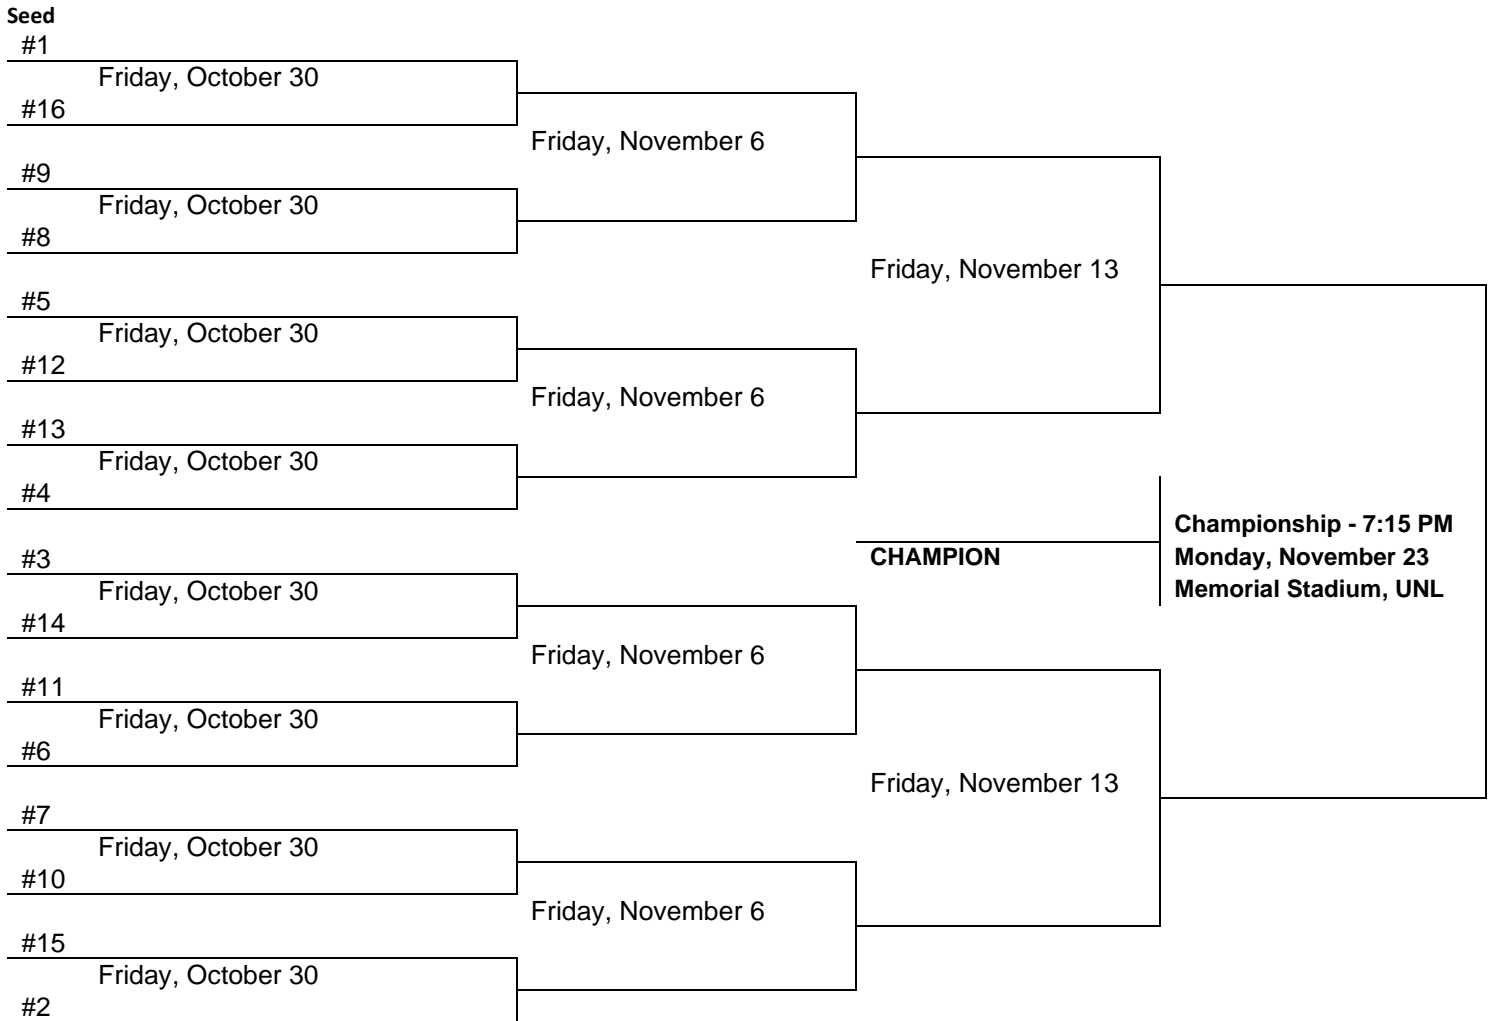 Seed
#1
Friday, October 30
#16
Friday, November 6
#9
Friday, October 30
#8
Friday, November 13
#5
Friday, October 30
#12
Friday, November 6
#13
Friday, October 30
#4
Championship - 7:15 PM
CHAMPION
Monday, November 23
Memorial Stadium, UNL
#3
Friday, October 30
#14
Friday, November 6
#11
Friday, October 30
#6
Friday, November 13
#7
Friday, October 30
#10
Friday, November 6
#15
Friday, October 30
#2